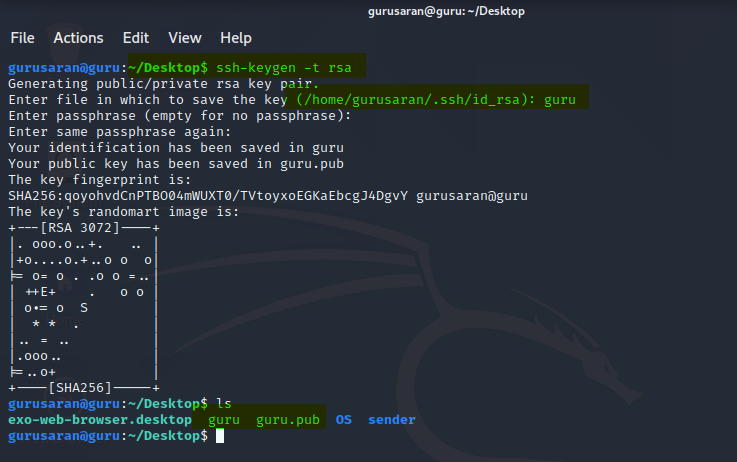 gurusaran@guru: ~/Desktop
File Actions Edit View Help
gurusaran@guru:~/Desktop$ ssh-keygen -t rsa
Generating public/private rsa key pair.
Enter file in which to save the key (/home/gurusaran/.ssh/id_rsa): guru
Enter passphrase (empty for no passphrase):
Enter same passphrase again:
Your identification has been saved in guru
Your public key has been saved in guru.pub
The key fingerprint is:
SHA256:qoyohvdCnPTBO04mWUXT0/TVtoyxoEGKaEbcgJ4DgvY gurusaran@guru
The key's randomart image is:
+---[RSA 3072]----+
|. ooo.o..+.   .. |
|+o....o.+..o o  o|
|= o= o . .o o =..|
| ++E+    .   o o |
| o*= o  S        |
|  * *  .         |
|.. = ..          |
|.ooo..           |
|=..o+            |
+----[SHA256]-----+
gurusaran@guru:~/Desktop$ ls
exo-web-browser.desktop  guru  guru.pub  OS  sender
gurusaran@guru:~/Desktop$